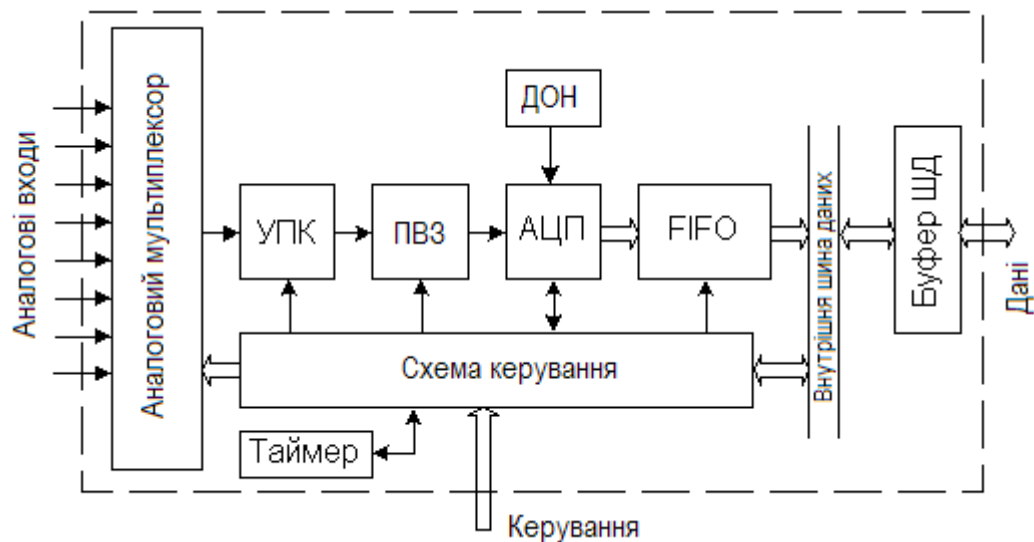 Аналогові входи
Аналоговий мультиплексор
ДОН
УПК
ПВЗ
АЦП
FIFO
Внутрішня шина даних
Буфер ШД
Дані
Схема керування
Таймер
Керування